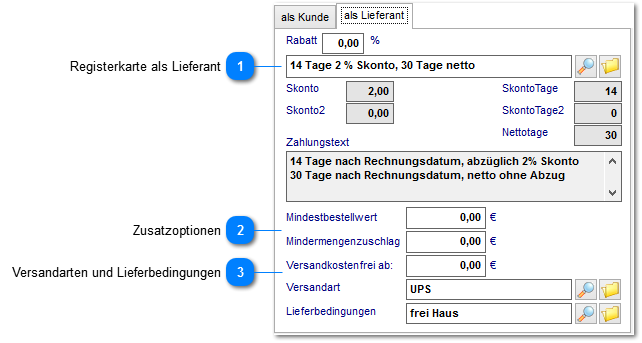 als Kunde als Lieferant
Rabatt 0,00 %
Registerkarte als Lieferant 1 14 Tage 2 % Skonto, 30 Tage netto
Skonto 2,00 SkontoTage 14
Skonto2 0,00 SkontoTage2 0
Nettotage 30
Zahlungstext
14 Tage nach Rechnungsdatum, abzüglich 2% Skonto
30 Tage nach Rechnungsdatum, netto ohne Abzug
Mindestbestellwert 0,00 €
Zusatzoptionen 2
Mindermengenzuschlag 0,00 €
Versandarten und Lieferbedingungen 3 Versandkostenfrei ab: 0,00 €
Versandart UPS
Lieferbedingungen frei Haus